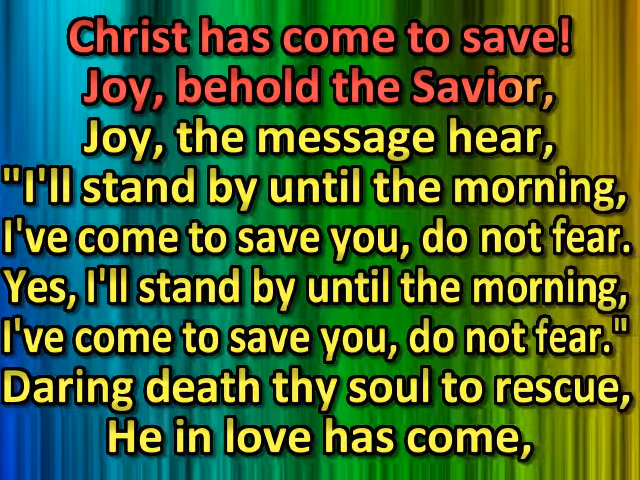 Christ has come to save!
Joy, behold the Savior,
Joy, the message hear,
"I'll stand by until the morning,
I've come to save you, do not fear.
Yes, I'll stand by until the morning,
I've come to save you, do not fear."
Daring death thy soul to rescue,
He in love has come,